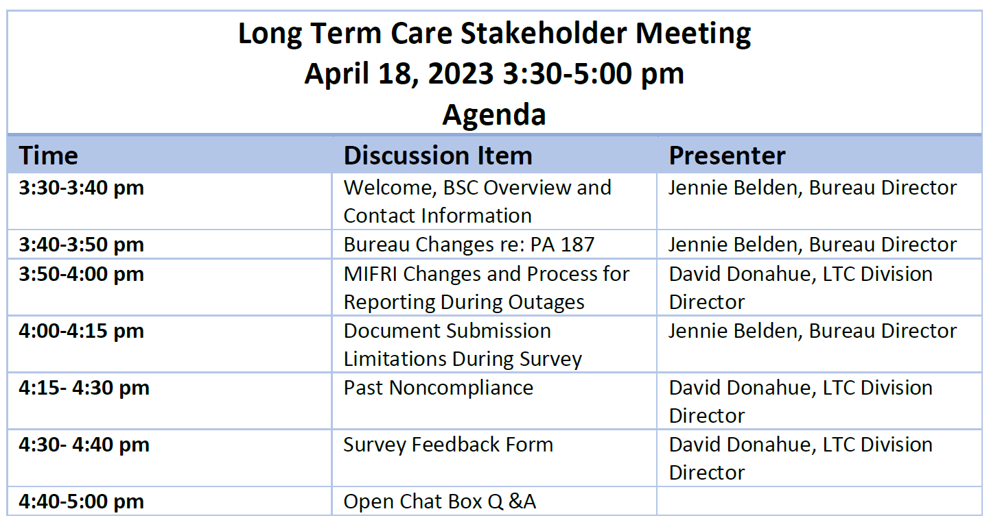 Long Term Care Stakeholder Meeting
April 18, 2023 3:30-5:00 pm
Agenda
Time Discussion Item Presenter
3:30-3:40 pm Welcome, BSC Overview and Jennie Belden, Bureau Director
Contact Information
3:40-3:50 pm Bureau Changes re: PA 187 Jennie Belden, Bureau Director
3:50-4:00 pm MIFRI Changes and Process for David Donahue, LTC Division
Reporting During Outages Director
4:00-4:15 pm Document Submission Jennie Belden, Bureau Director
Limitations During Survey
4:15- 4:30 pm Past Noncompliance David Donahue, LTC Division
Director
4:30- 4:40 pm Survey Feedback Form David Donahue, LTC Division
Director
4:40-5:00 pm Open Chat Box Q &A